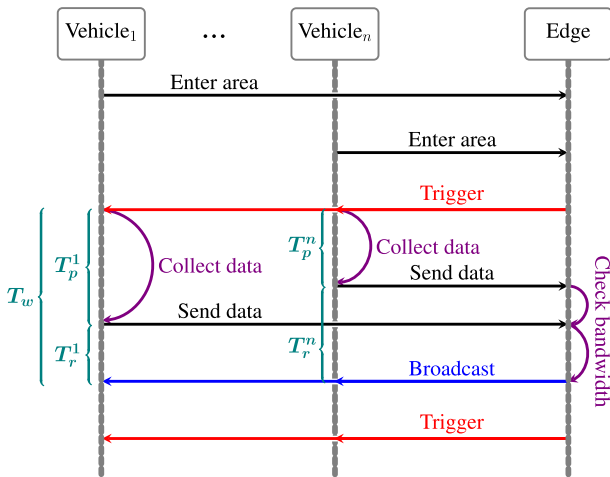 Vehicle₁ ... Vehicleₙ Edge
Enter area
Enter area
Trigger
Tₚⁿ
Collect data
Tₚ¹
Collect data
Send data
Check bandwidth
T_w
Send data
Tᵣ¹
Tᵣⁿ
Broadcast
Trigger